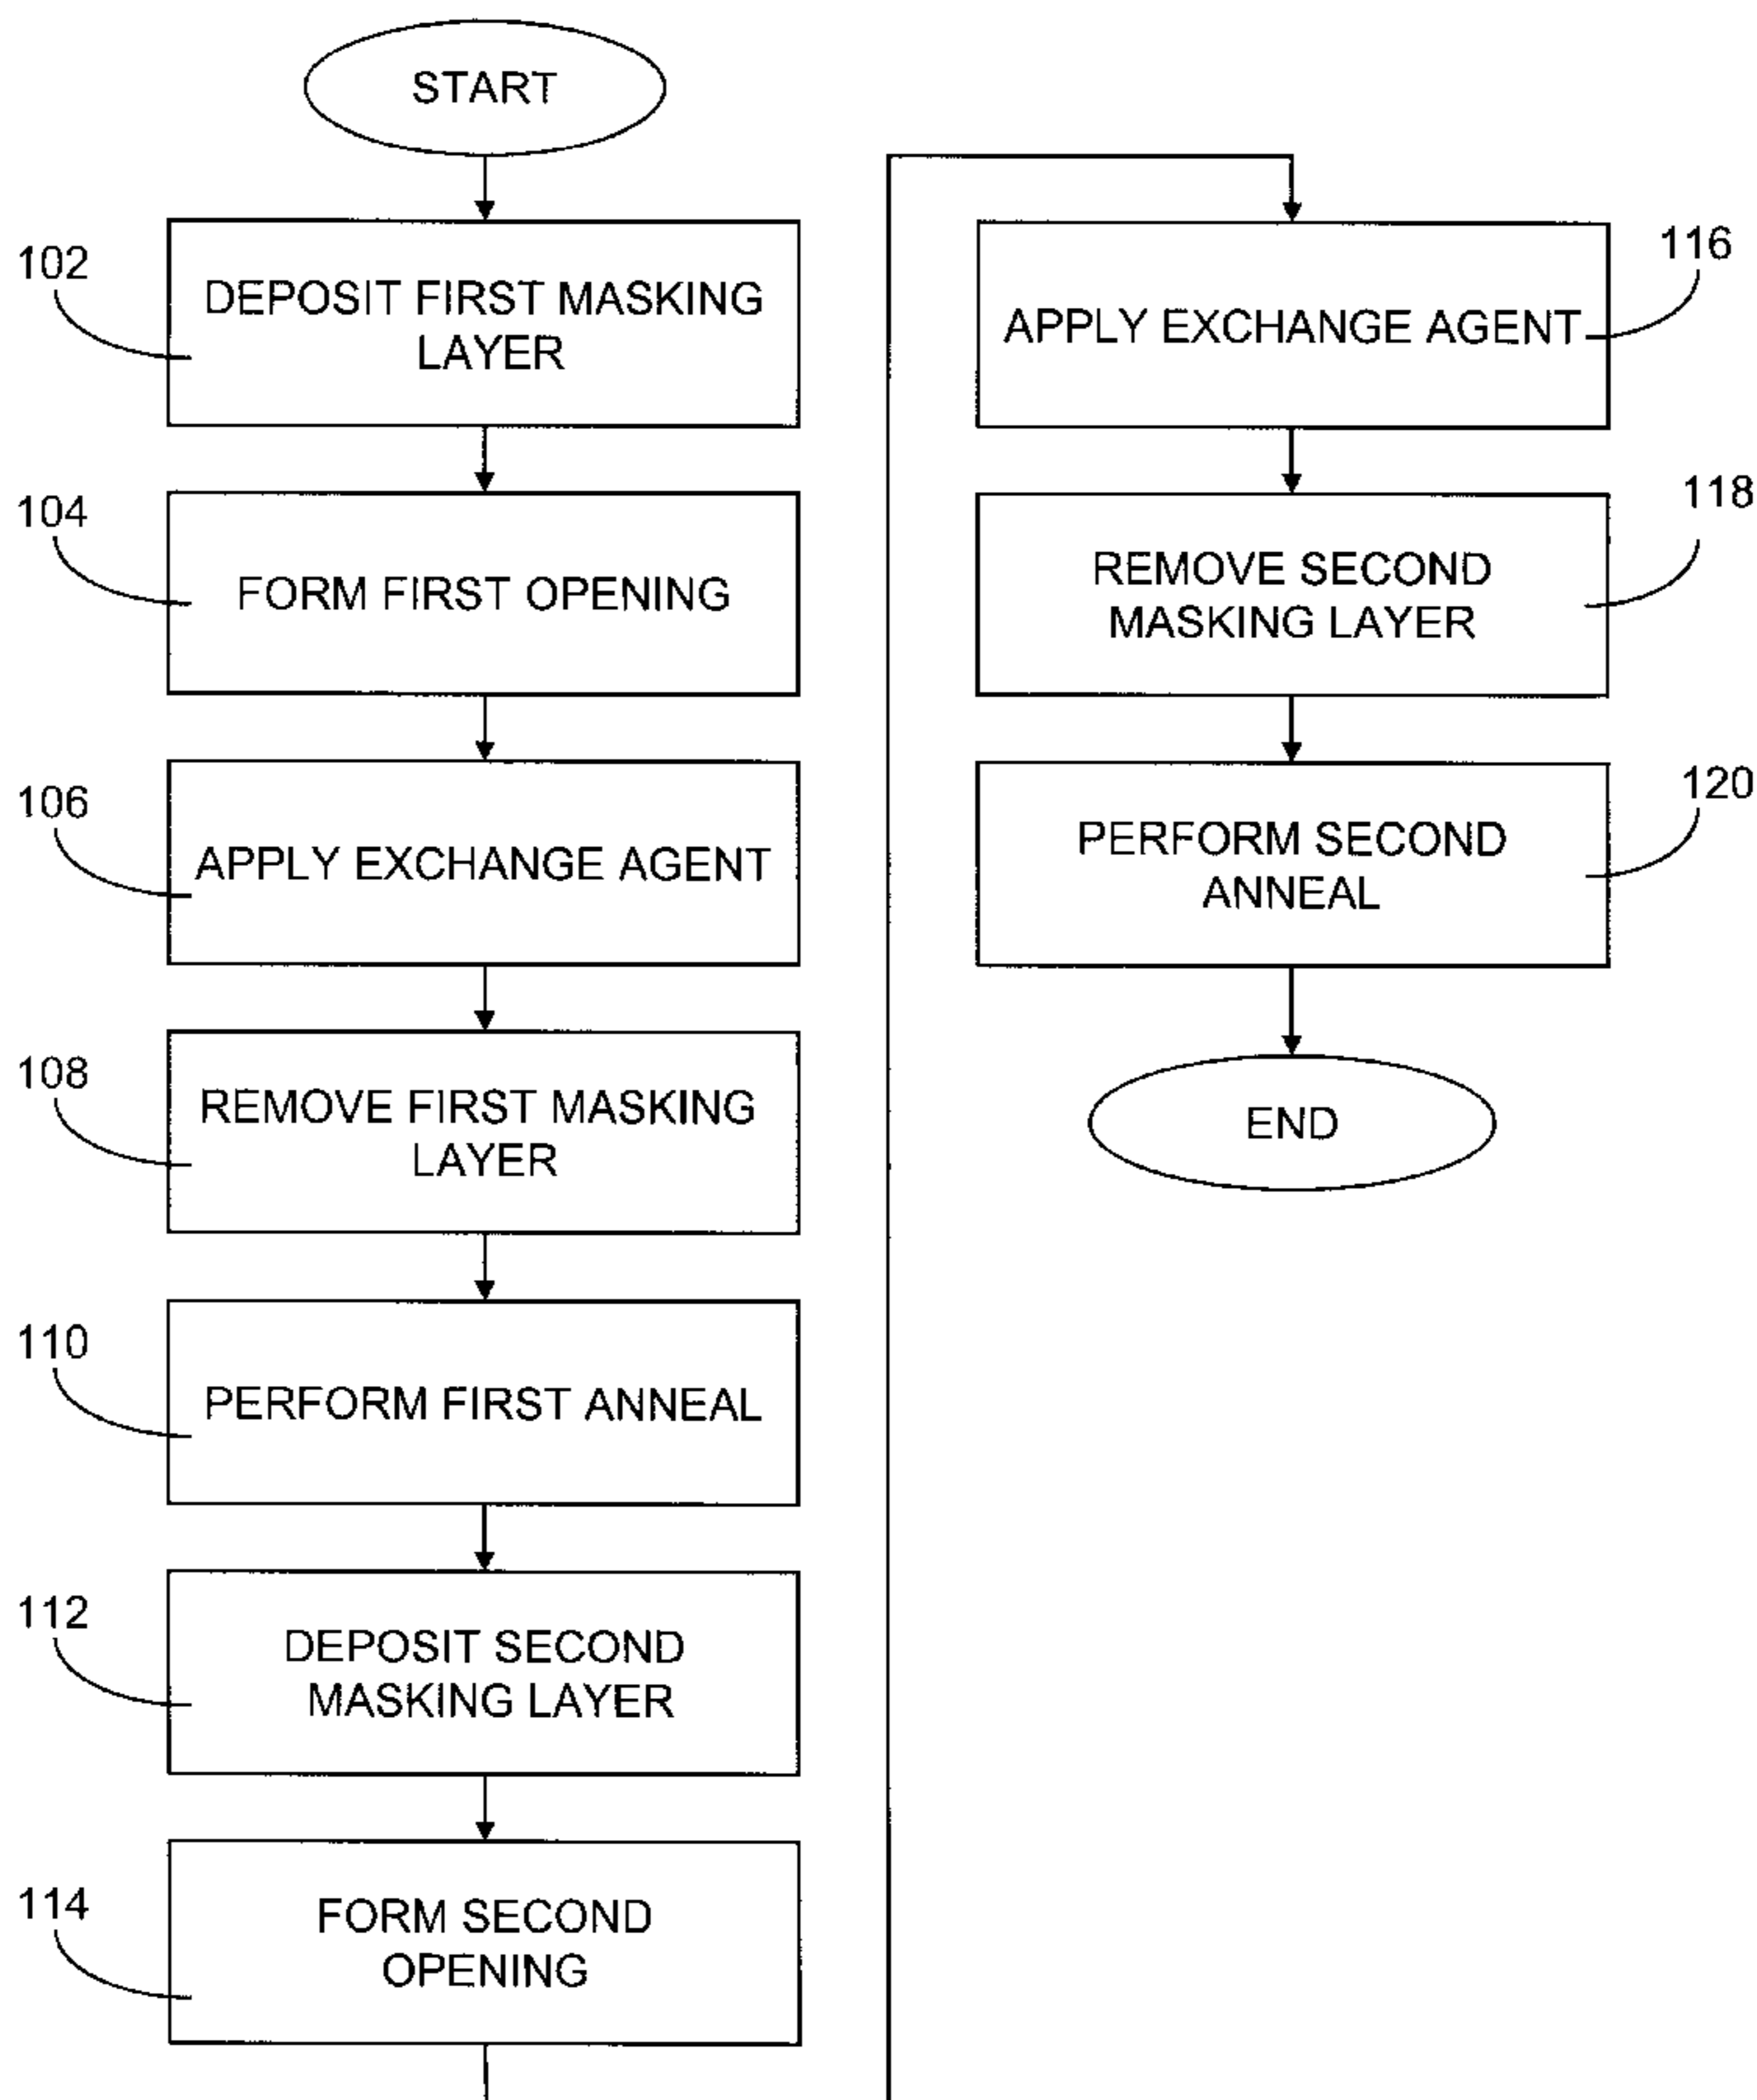 START
102
DEPOSIT FIRST MASKING
LAYER
104
FORM FIRST OPENING
106
APPLY EXCHANGE AGENT
108
REMOVE FIRST MASKING
LAYER
110
PERFORM FIRST ANNEAL
112
DEPOSIT SECOND
MASKING LAYER
114
FORM SECOND
OPENING
116
APPLY EXCHANGE AGENT
118
REMOVE SECOND
MASKING LAYER
120
PERFORM SECOND
ANNEAL
END